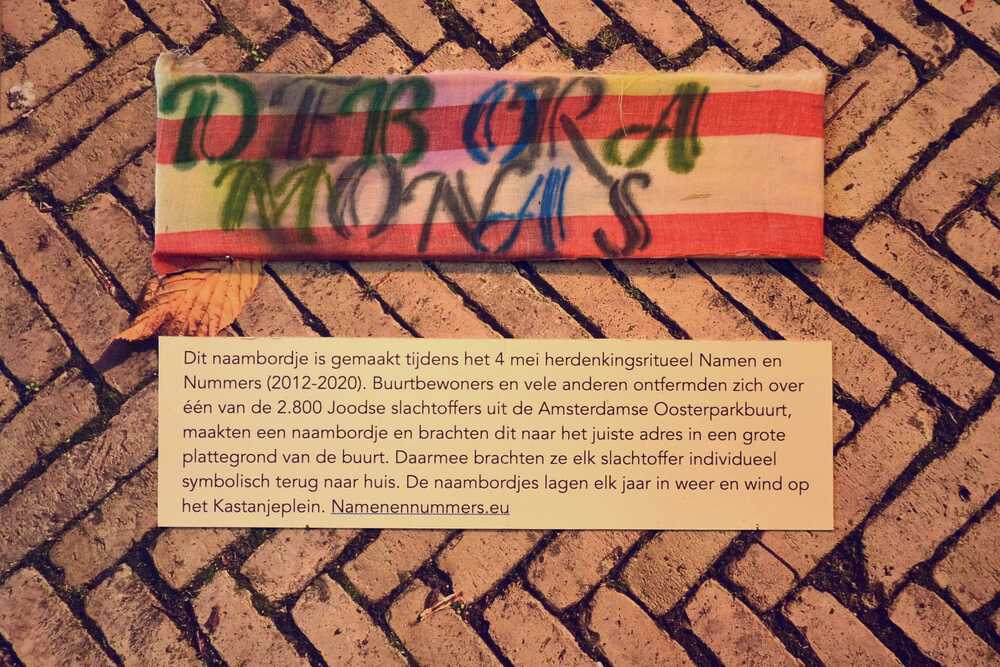 DEBORA
MONAS
Dit naambordje is gemaakt tijdens het 4 mei herdenkingsritueel Namen en
Nummers (2012-2020). Buurtbewoners en vele anderen ontfermden zich over
één van de 2.800 Joodse slachtoffers uit de Amsterdamse Oosterparkbuurt,
maakten een naambordje en brachten dit naar het juiste adres in een grote
plattegrond van de buurt. Daarmee brachten ze elk slachtoffer individueel
symbolisch terug naar huis. De naambordjes lagen elk jaar in weer en wind op
het Kastanjeplein. Namenennummers.eu